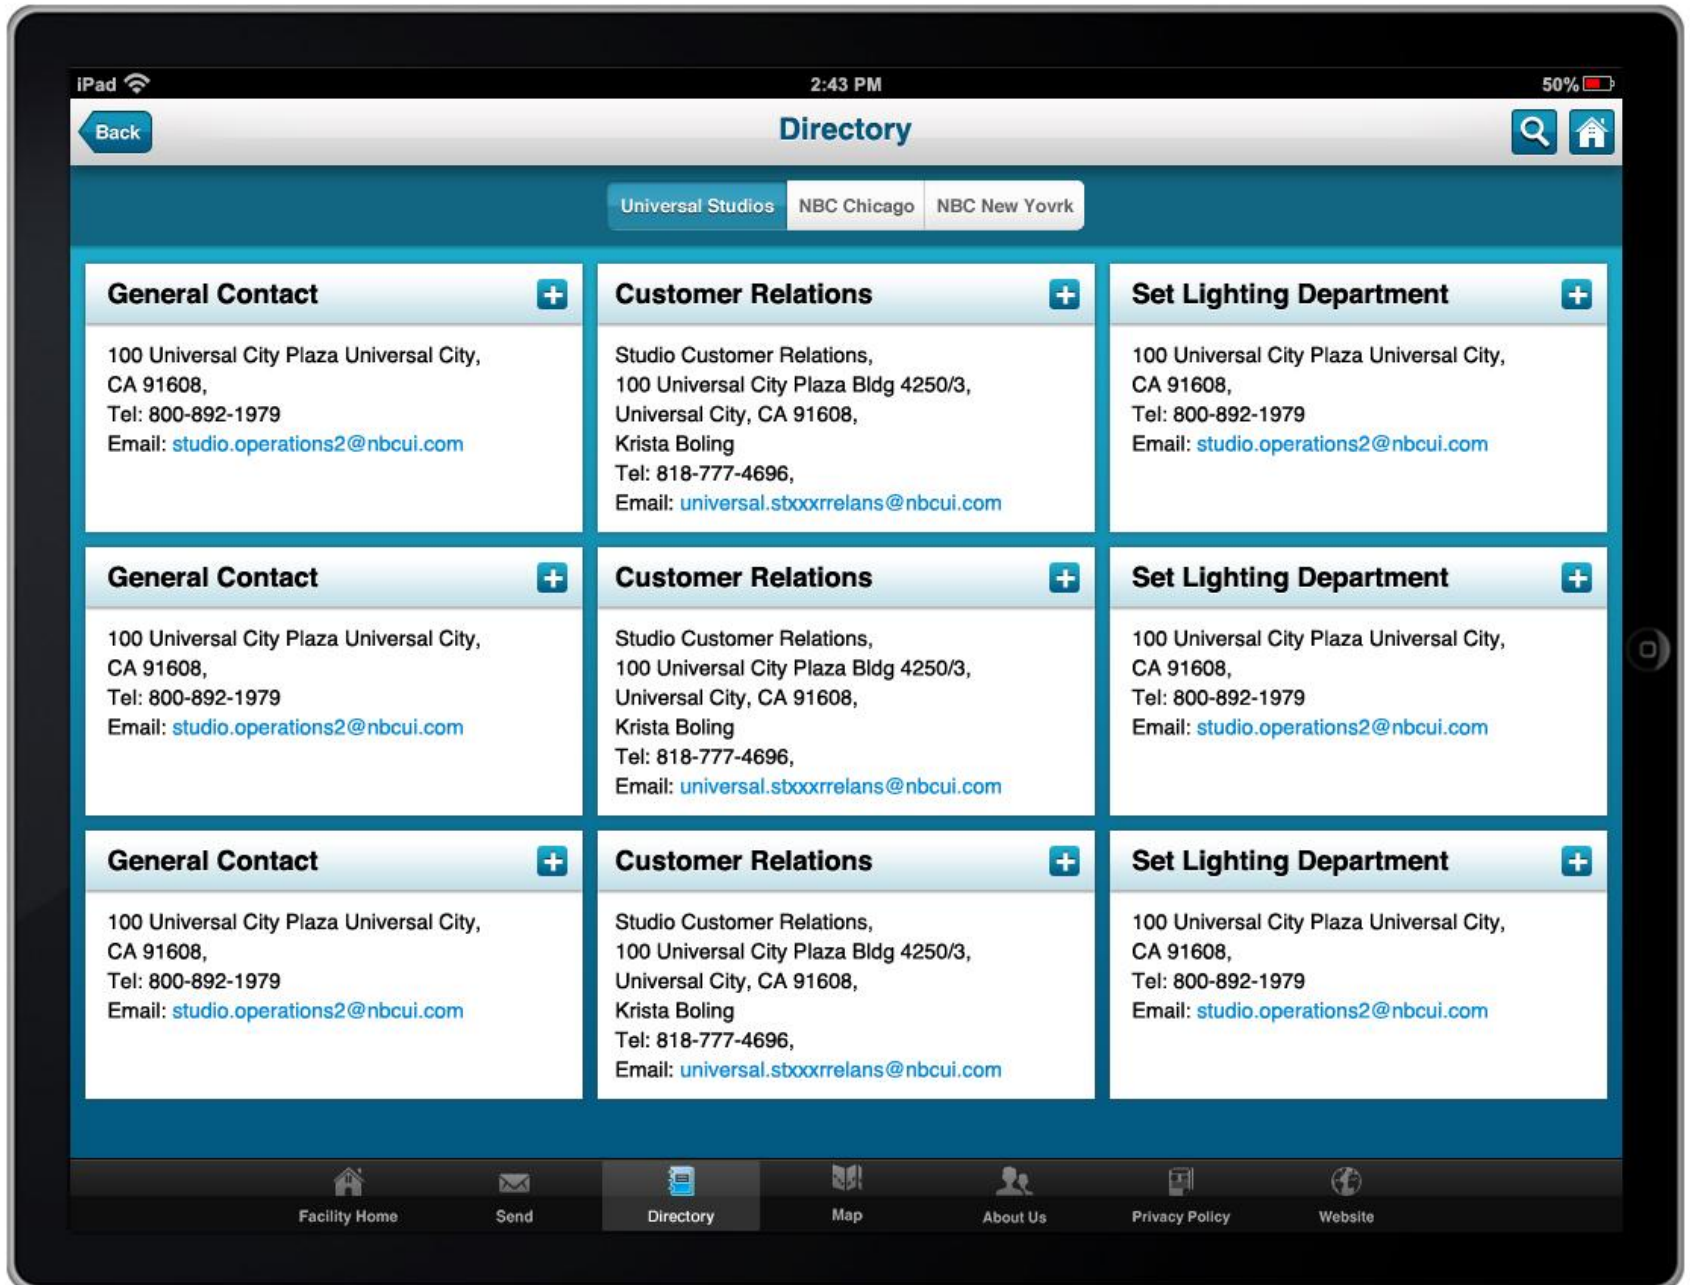 iPad 2:43 PM 50%
Back Directory
Universal Studios NBC Chicago NBC New Yovrk
General Contact
100 Universal City Plaza Universal City,
CA 91608,
Tel: 800-892-1979
Email: studio.operations2@nbcui.com
Customer Relations
Studio Customer Relations,
100 Universal City Plaza Bldg 4250/3,
Universal City, CA 91608,
Krista Boling
Tel: 818-777-4696,
Email: universal.stxxxrrelans@nbcui.com
Set Lighting Department
100 Universal City Plaza Universal City,
CA 91608,
Tel: 800-892-1979
Email: studio.operations2@nbcui.com
General Contact
100 Universal City Plaza Universal City,
CA 91608,
Tel: 800-892-1979
Email: studio.operations2@nbcui.com
Customer Relations
Studio Customer Relations,
100 Universal City Plaza Bldg 4250/3,
Universal City, CA 91608,
Krista Boling
Tel: 818-777-4696,
Email: universal.stxxxrrelans@nbcui.com
Set Lighting Department
100 Universal City Plaza Universal City,
CA 91608,
Tel: 800-892-1979
Email: studio.operations2@nbcui.com
General Contact
100 Universal City Plaza Universal City,
CA 91608,
Tel: 800-892-1979
Email: studio.operations2@nbcui.com
Customer Relations
Studio Customer Relations,
100 Universal City Plaza Bldg 4250/3,
Universal City, CA 91608,
Krista Boling
Tel: 818-777-4696,
Email: universal.stxxxrrelans@nbcui.com
Set Lighting Department
100 Universal City Plaza Universal City,
CA 91608,
Tel: 800-892-1979
Email: studio.operations2@nbcui.com
Facility Home Send Directory Map About Us Privacy Policy Website